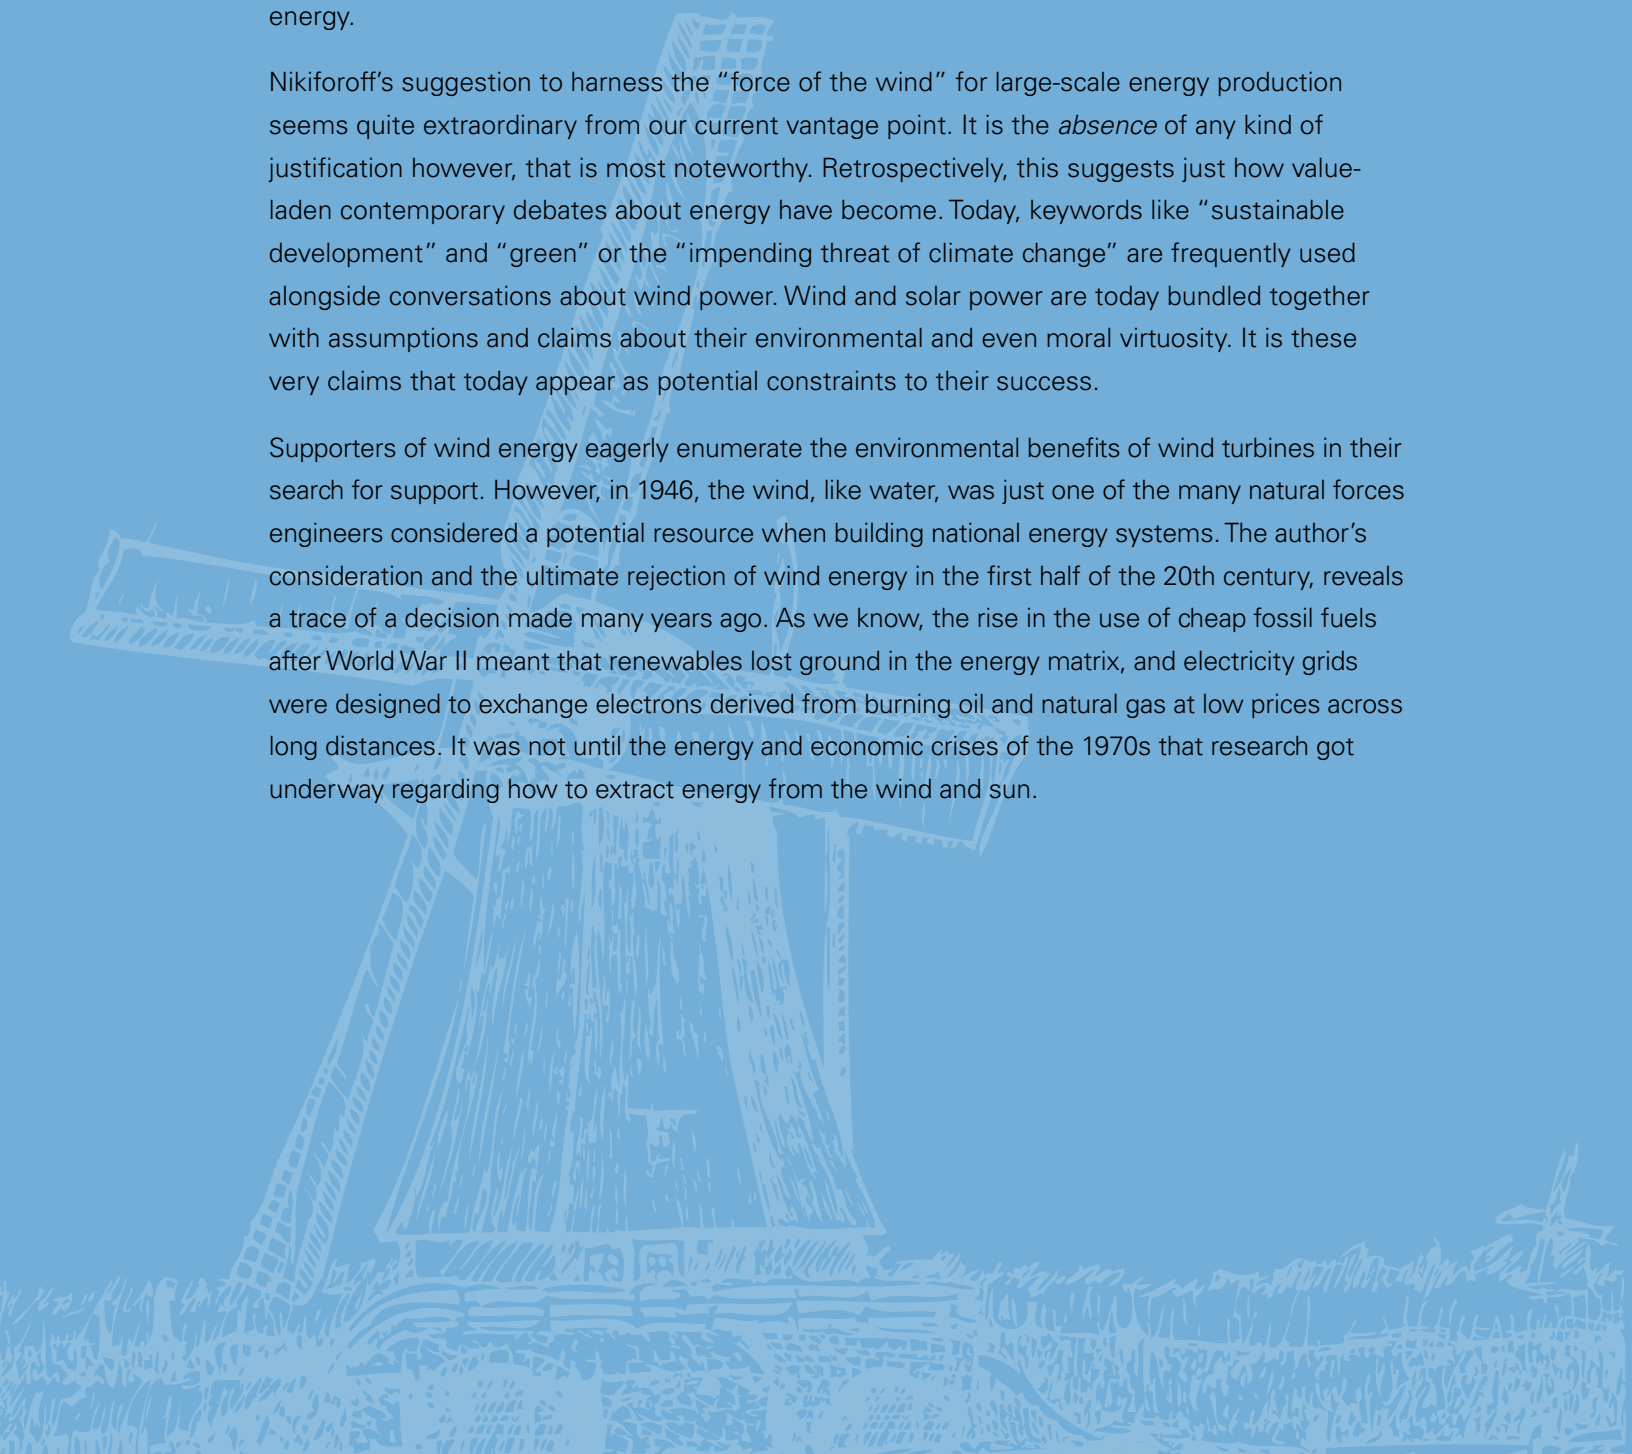 energy.
Nikiforoff’s suggestion to harness the “force of the wind” for large-scale energy production
seems quite extraordinary from our current vantage point. It is the absence of any kind of
justification however, that is most noteworthy. Retrospectively, this suggests just how value-
laden contemporary debates about energy have become. Today, keywords like “sustainable
development” and “green” or the “impending threat of climate change” are frequently used
alongside conversations about wind power. Wind and solar power are today bundled together
with assumptions and claims about their environmental and even moral virtuosity. It is these
very claims that today appear as potential constraints to their success.
Supporters of wind energy eagerly enumerate the environmental benefits of wind turbines in their
search for support. However, in 1946, the wind, like water, was just one of the many natural forces
engineers considered a potential resource when building national energy systems. The author’s
consideration and the ultimate rejection of wind energy in the first half of the 20th century, reveals
a trace of a decision made many years ago. As we know, the rise in the use of cheap fossil fuels
after World War II meant that renewables lost ground in the energy matrix, and electricity grids
were designed to exchange electrons derived from burning oil and natural gas at low prices across
long distances. It was not until the energy and economic crises of the 1970s that research got
underway regarding how to extract energy from the wind and sun.